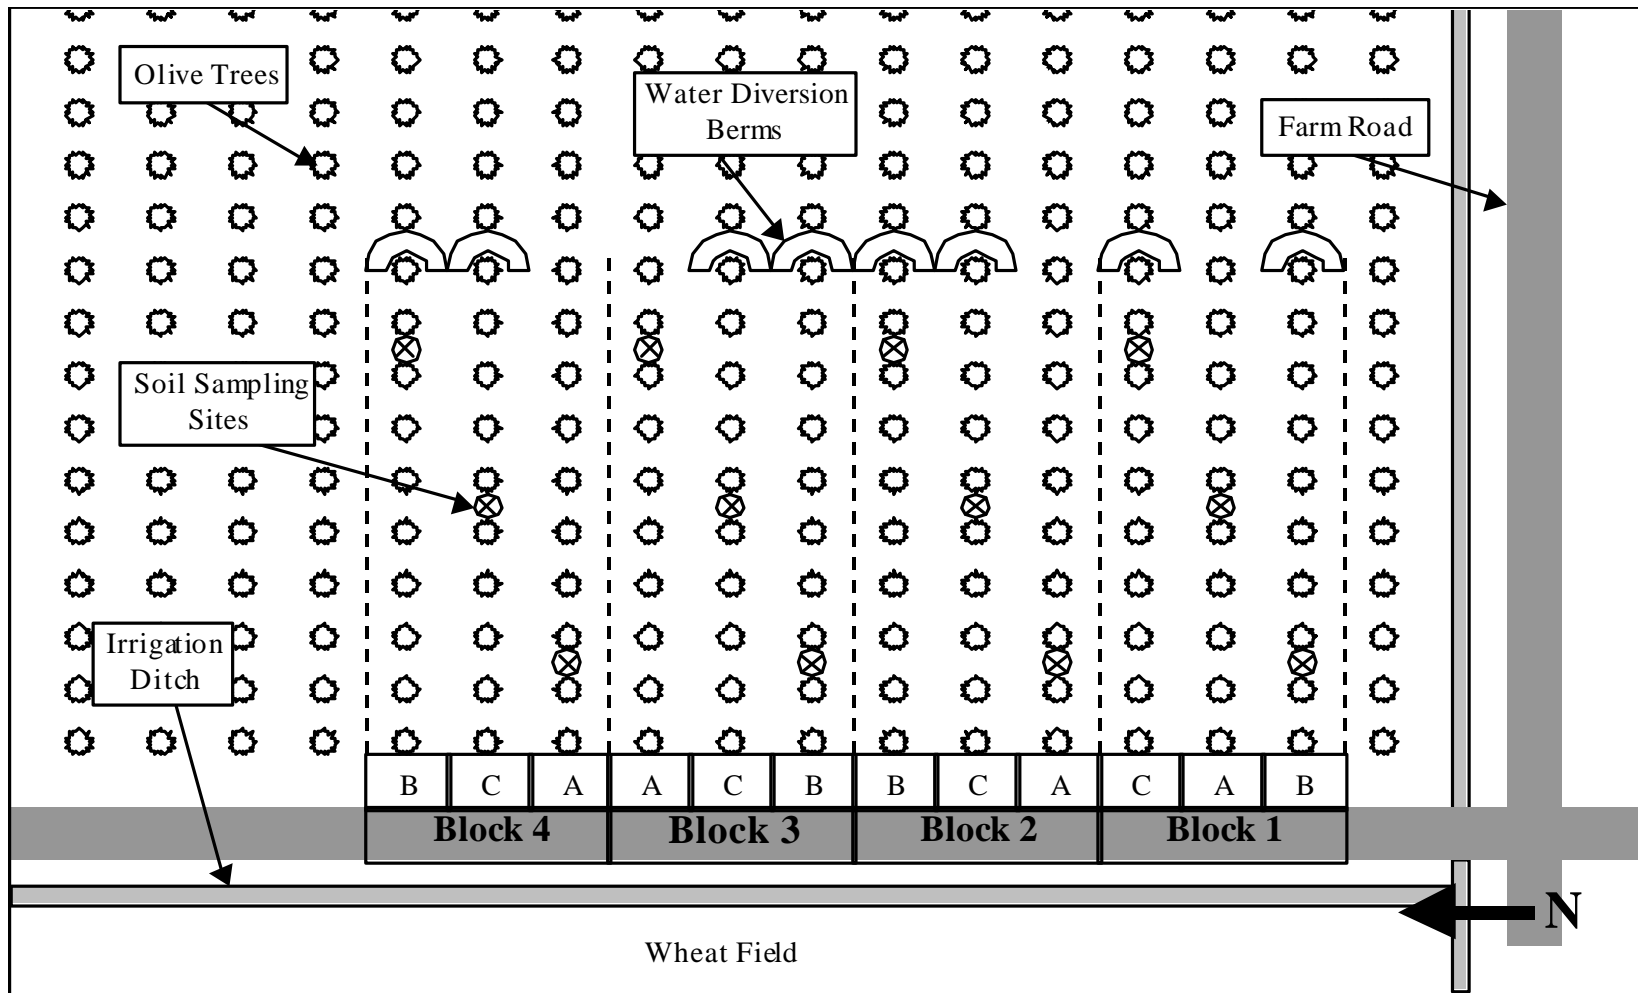 Olive Trees
Water Diversion
Berms
Farm Road
Soil Sampling
Sites
Irrigation
Ditch
B C A A C B B C A C A B
Block 4 Block 3 Block 2 Block 1
N
Wheat Field